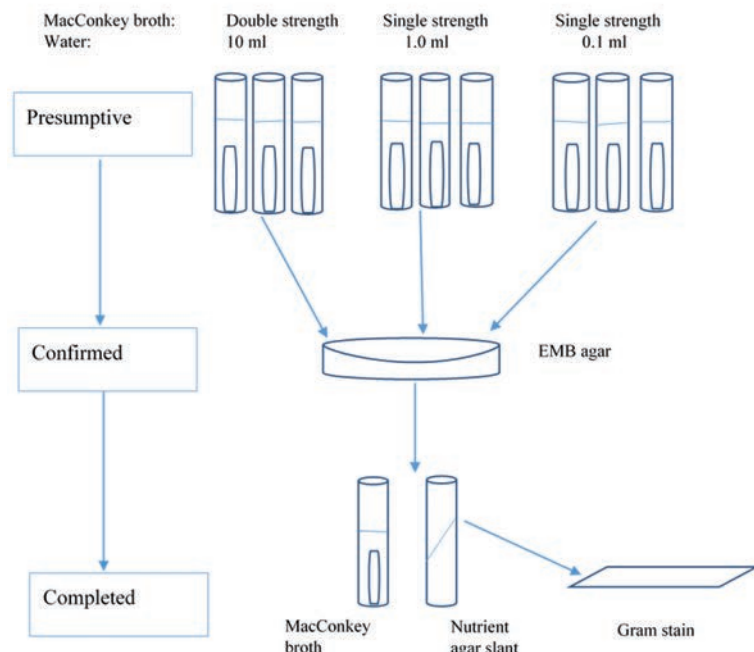 MacConkey broth: Double strength Single strength Single strength
Water: 10 ml 1.0 ml 0.1 ml
Presumptive
Confirmed
EMB agar
Completed
MacConkey Nutrient Gram stain
broth agar slant